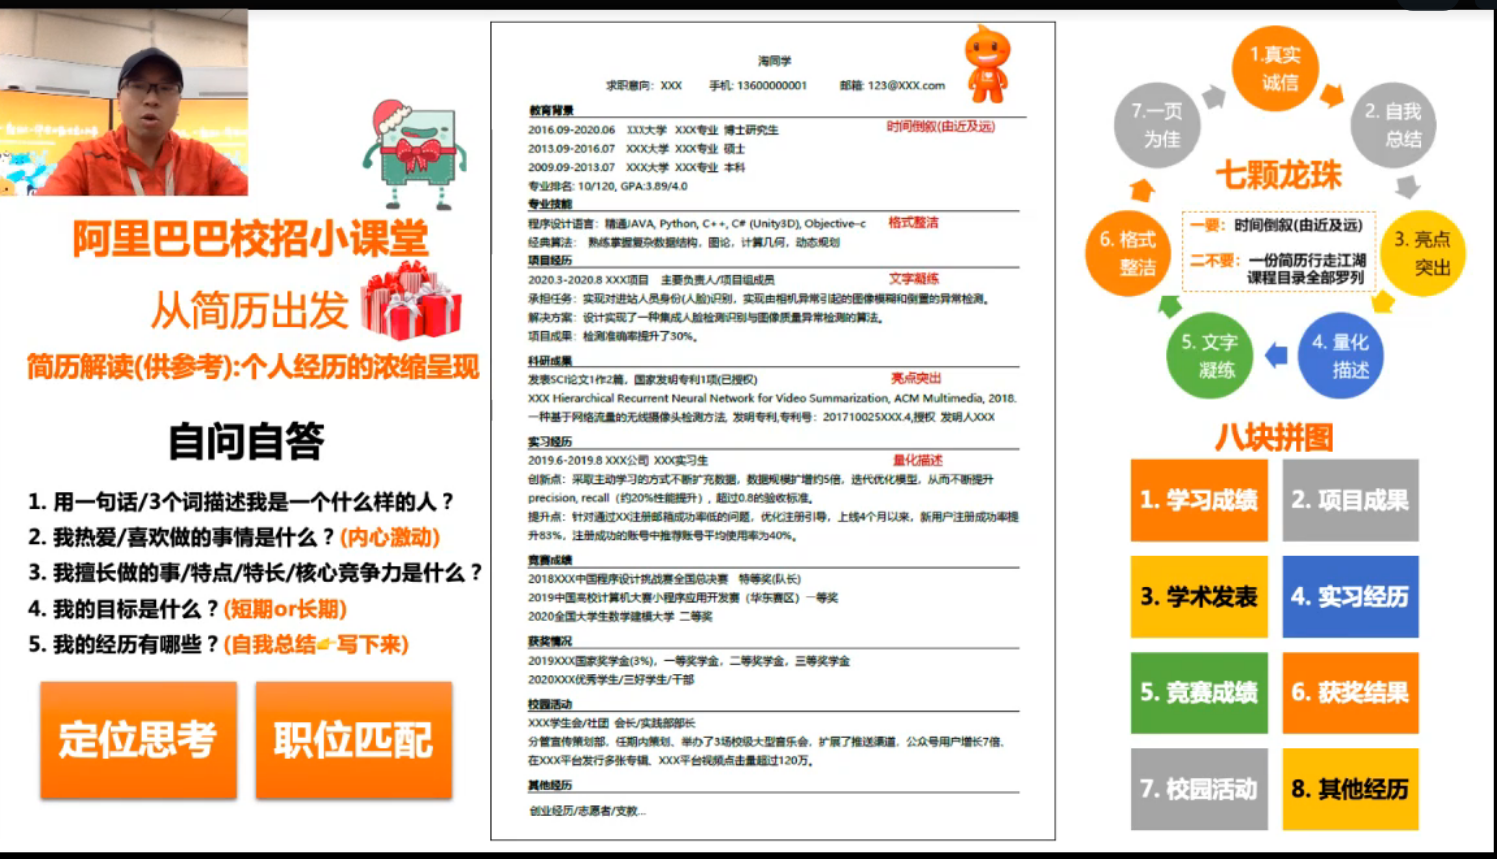 阿里巴巴校招小课堂
从简历出发
简历解读(供参考):个人经历的浓缩呈现
自问自答
1. 用一句话/3个词描述我是一个什么样的人？
2. 我热爱/喜欢做的事情是什么？(内心激动)
3. 我擅长做的事/特点/特长/核心竞争力是什么？
4. 我的目标是什么？(短期or长期)
5. 我的经历有哪些？(自我总结👉写下来)
定位思考
职位匹配
海同学
求职意向：XXX 手机: 13600000001 邮箱: 123@XXX.com
教育背景
时间倒叙(由近及远)
2016.09-2020.06 XXX大学 XXX专业 博士研究生
2013.09-2016.07 XXX大学 XXX专业 硕士
2009.09-2013.07 XXX大学 XXX专业 本科
专业排名: 10/120, GPA:3.89/4.0
专业技能
程序设计语言：精通JAVA, Python, C++, C# (Unity3D), Objective-c 格式整洁
经典算法： 熟练掌握复杂数据结构，图论，计算几何，动态规划
项目经历
2020.3-2020.8 XXX项目 主要负责人/项目组成员 文字凝练
承担任务：实现对进站人员身份(人脸)识别，实现由相机异常引起的图像模糊和倒置的异常检测。
解决方案：设计实现了一种集成人脸检测识别与图像质量异常检测的算法。
项目成果：检测准确率提升了30%。
科研成果
发表SCI论文1作2篇，国家发明专利1项(已授权) 亮点突出
XXX Hierarchical Recurrent Neural Network for Video Summarization, ACM Multimedia, 2018.
一种基于网络流量的无线摄像头检测方法, 发明专利,专利号：201710025XXX.4,授权 发明人XXX
实习经历
2019.6-2019.8 XXX公司 XXX实习生 量化描述
创新点：采取主动学习的方式不断扩充数据，数据规模扩增约5倍，迭代优化模型，从而不断提升
precision, recall（约20%性能提升）, 超过0.8的验收标准。
提升点：针对通过XX注册邮箱成功率低的问题，优化注册引导，上线4个月以来，新用户注册成功率提
升83%，注册成功的账号中推荐账号平均使用率为40%。
竞赛成绩
2018XXX中国程序设计挑战赛全国总决赛 特等奖(队长)
2019中国高校计算机大赛小程序应用开发赛（华东赛区）一等奖
2020全国大学生数学建模大学 二等奖
获奖情况
2019XXX国家奖学金(3%)，一等奖学金，二等奖学金，三等奖学金
2020XXX优秀学生/三好学生/干部
校园活动
XXX学生会/社团 会长/实践部部长
分管宣传策划部，任期内策划、举办了3场校级大型音乐会，扩展了推送渠道，公众号用户增长7倍，
在XXX平台发行多张专辑、XXX平台视频点击量超过120万。
其他经历
创业经历/志愿者/支教...
1.真实
诚信
2. 自我
总结
3. 亮点
突出
4. 量化
描述
5. 文字
凝练
6. 格式
整洁
7.一页
为佳
七颗龙珠
一要：时间倒叙(由近及远)
二不要：一份简历行走江湖
课程目录全部罗列
八块拼图
1. 学习成绩
2. 项目成果
3. 学术发表
4. 实习经历
5. 竞赛成绩
6. 获奖结果
7. 校园活动
8. 其他经历